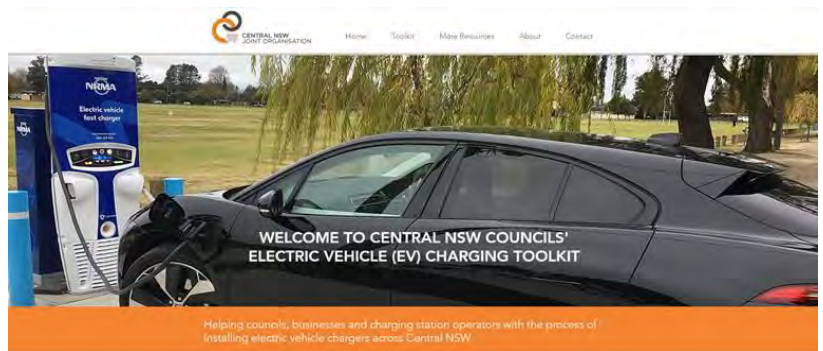 CENTRAL NSW
JOINT ORGANISATION
Home Toolkit More Resources About Contact
NRMA
Electric vehicle
fast charger
NRMA
WELCOME TO CENTRAL NSW COUNCILS'
ELECTRIC VEHICLE (EV) CHARGING TOOLKIT
Helping councils, businesses and charging station operators with the process of
installing electric vehicle chargers across Central NSW